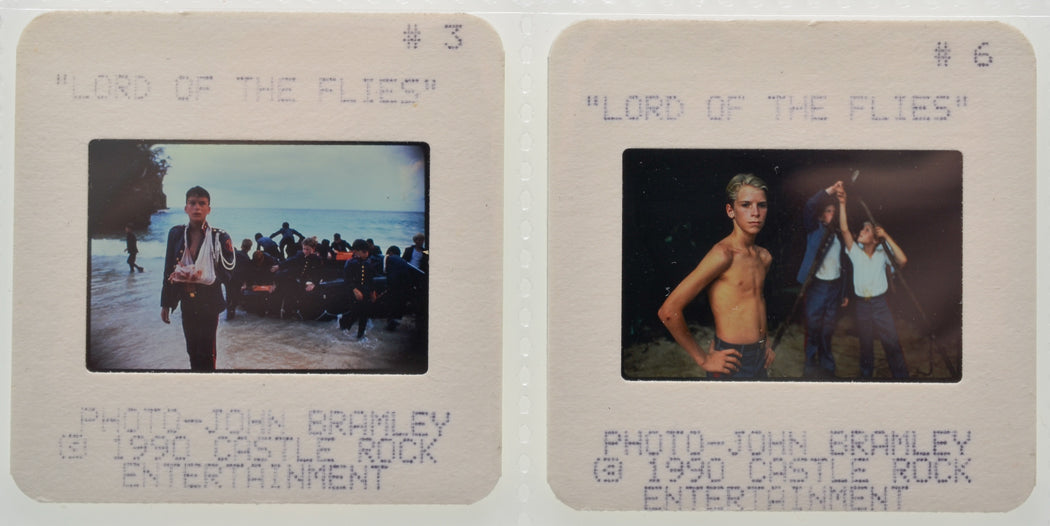 # 3
"LORD OF THE FLIES"
PHOTO-JOHN BRAMLEY
@ 1990 CASTLE ROCK
ENTERTAINMENT
# 6
"LORD OF THE FLIES"
PHOTO-JOHN BRAMLEY
@ 1990 CASTLE ROCK
ENTERTAINMENT